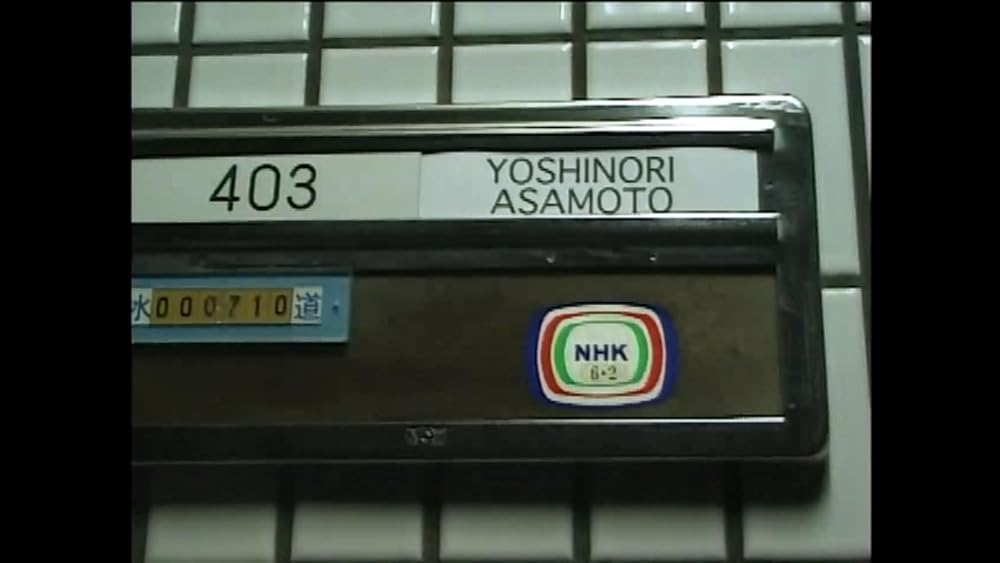 403
YOSHINORI
ASAMOTO
水000710道
NHK
6・2